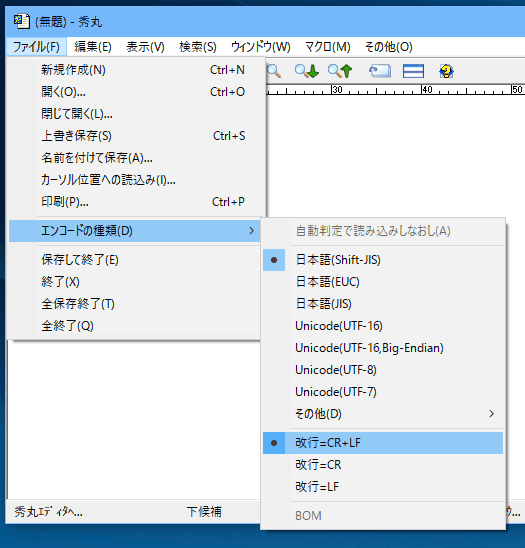 (無題) - 秀丸
ファイル(F) 編集(E) 表示(V) 検索(S) ウィンドウ(W) マクロ(M) その他(O)
30 40 50
新規作成(N) Ctrl+N
開く(O)... Ctrl+O
閉じて開く(L)...
上書き保存(S) Ctrl+S
名前を付けて保存(A)...
カーソル位置への読込み(I)...
印刷(P)... Ctrl+P
エンコードの種類(D)
保存して終了(E)
終了(X)
全保存終了(T)
全終了(Q)
自動判定で読み込みしなおし(A)
日本語(Shift-JIS)
日本語(EUC)
日本語(JIS)
Unicode(UTF-16)
Unicode(UTF-16,Big-Endian)
Unicode(UTF-8)
Unicode(UTF-7)
その他(D)
改行=CR+LF
改行=CR
改行=LF
BOM
秀丸ｴﾃﾞｨﾀへ... 下候補 ウ...